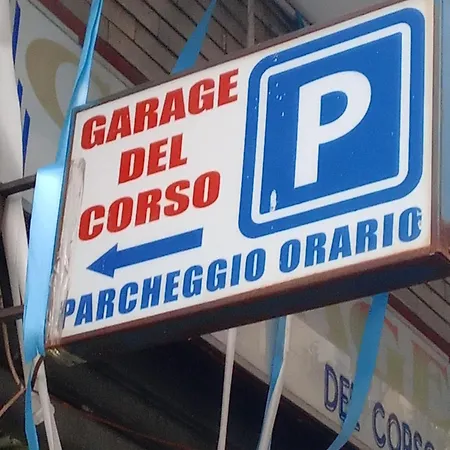 GARAGE
DEL
CORSO
P
PARCHEGGIO ORARIO
DEL CORSO